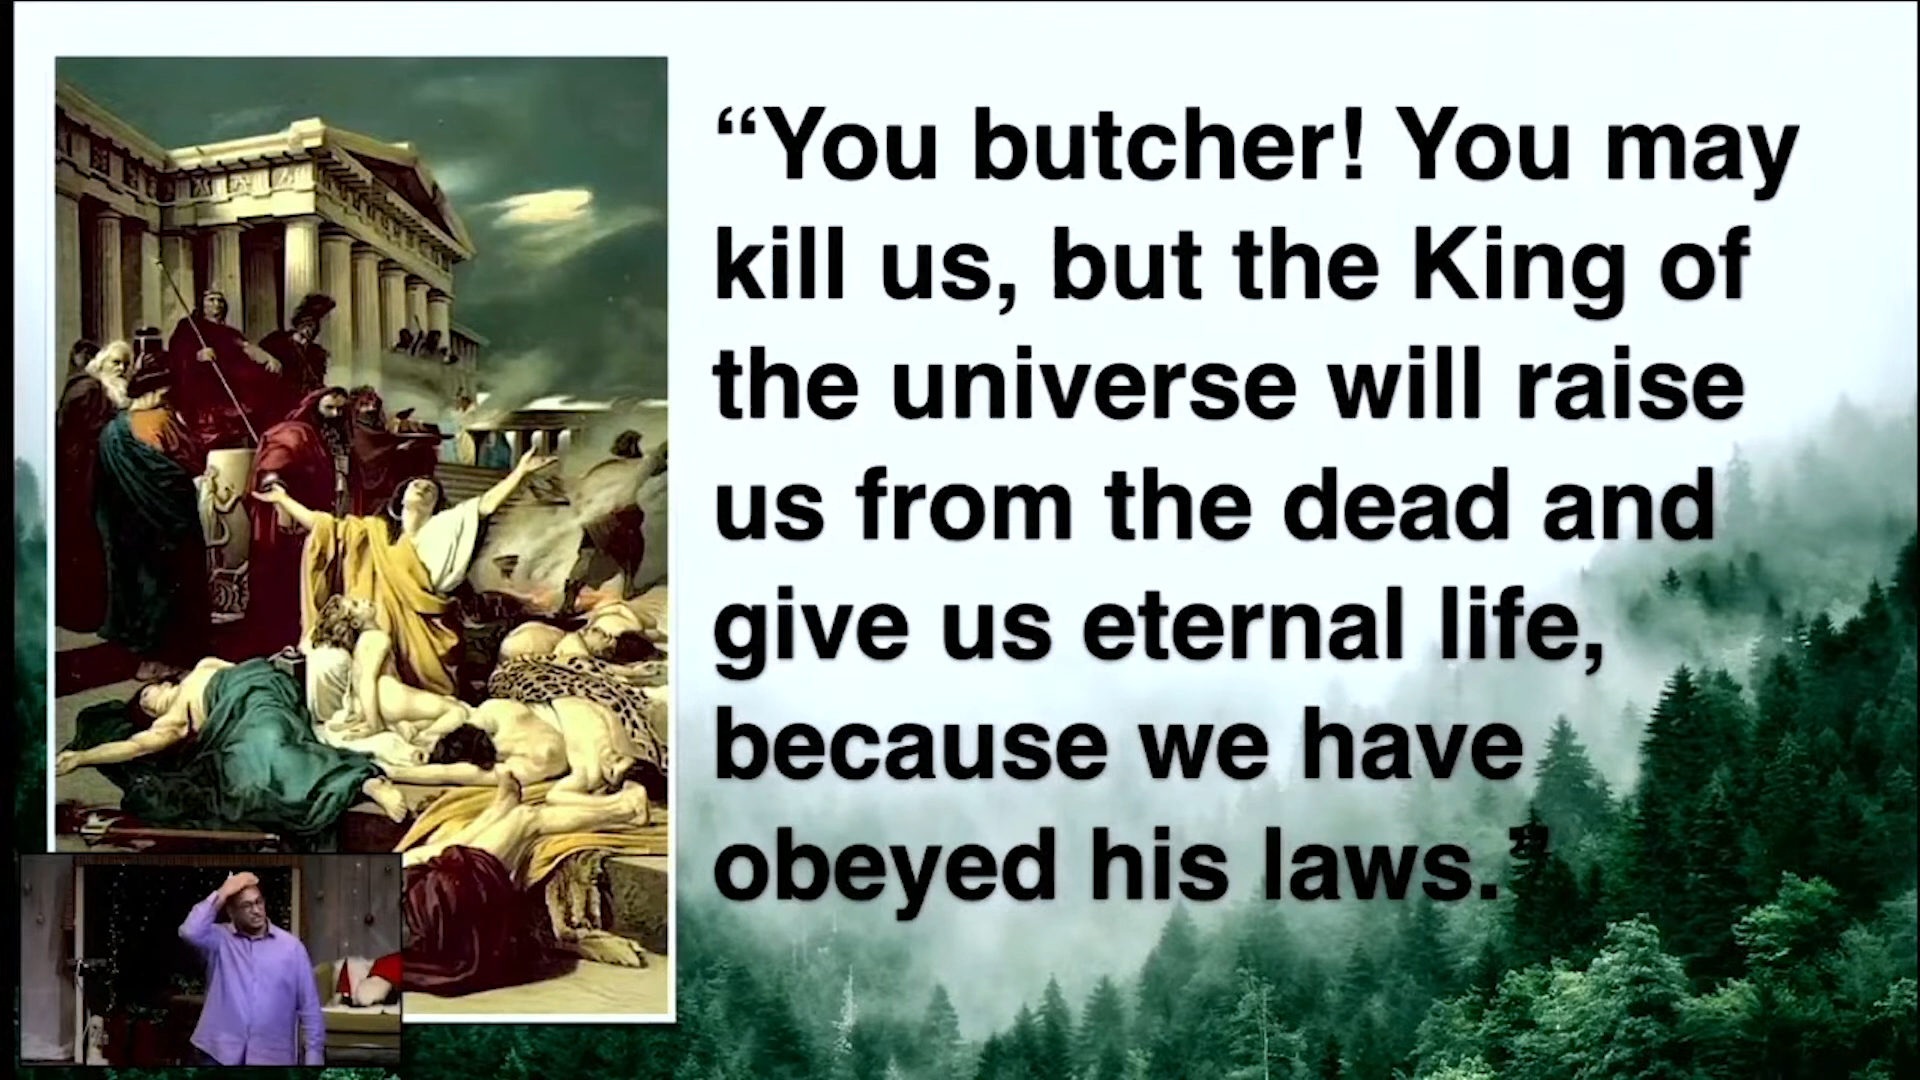 “You butcher! You may
kill us, but the King of
the universe will raise
us from the dead and
give us eternal life,
because we have
obeyed his laws.”